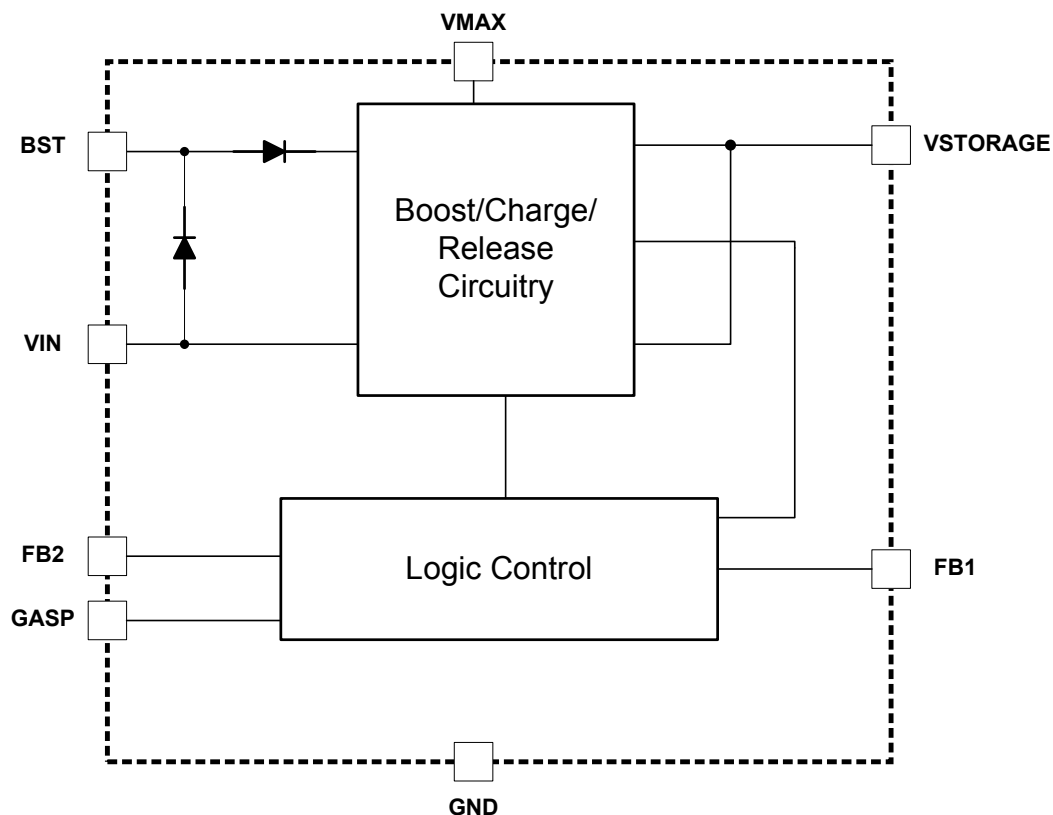 VMAX
BST
VSTORAGE
Boost/Charge/
Release
Circuitry
VIN
FB2
Logic Control
FB1
GASP
GND